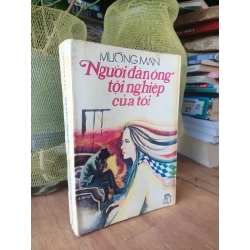 MƯỜNG MÁN
Người đàn ông
tội nghiệp
của tôi